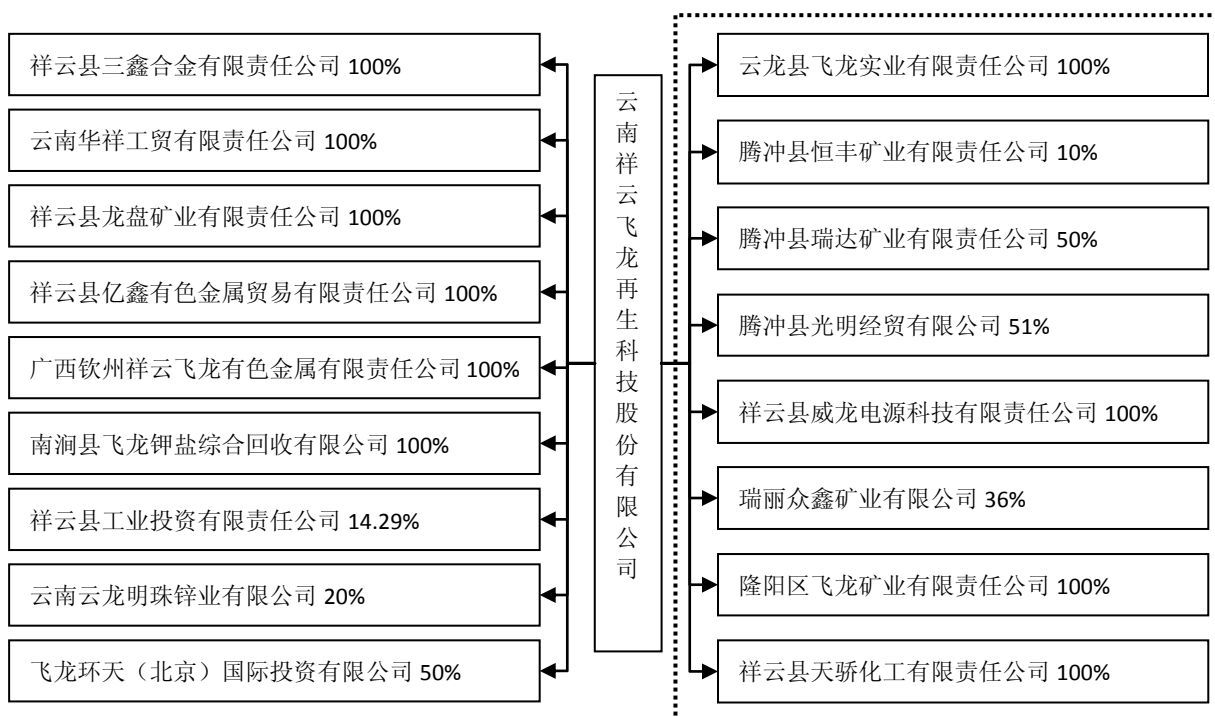 祥云县三鑫合金有限责任公司 100%
云南华祥工贸有限责任公司 100%
祥云县龙盘矿业有限责任公司 100%
祥云县亿鑫有色金属贸易有限责任公司 100%
广西钦州祥云飞龙有色金属有限责任公司 100%
南涧县飞龙钾盐综合回收有限公司 100%
祥云县工业投资有限责任公司 14.29%
云南云龙明珠锌业有限公司 20%
飞龙环天（北京）国际投资有限公司 50%
云南祥云飞龙再生科技股份有限公司
云龙县飞龙实业有限责任公司 100%
腾冲县恒丰矿业有限责任公司 10%
腾冲县瑞达矿业有限责任公司 50%
腾冲县光明经贸有限公司 51%
祥云县威龙电源科技有限责任公司 100%
瑞丽众鑫矿业有限公司 36%
隆阳区飞龙矿业有限责任公司 100%
祥云县天骄化工有限责任公司 100%